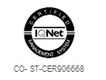 CERTIFIED
IQNet
MANAGEMENT SYSTEM
CO- ST-CER906668